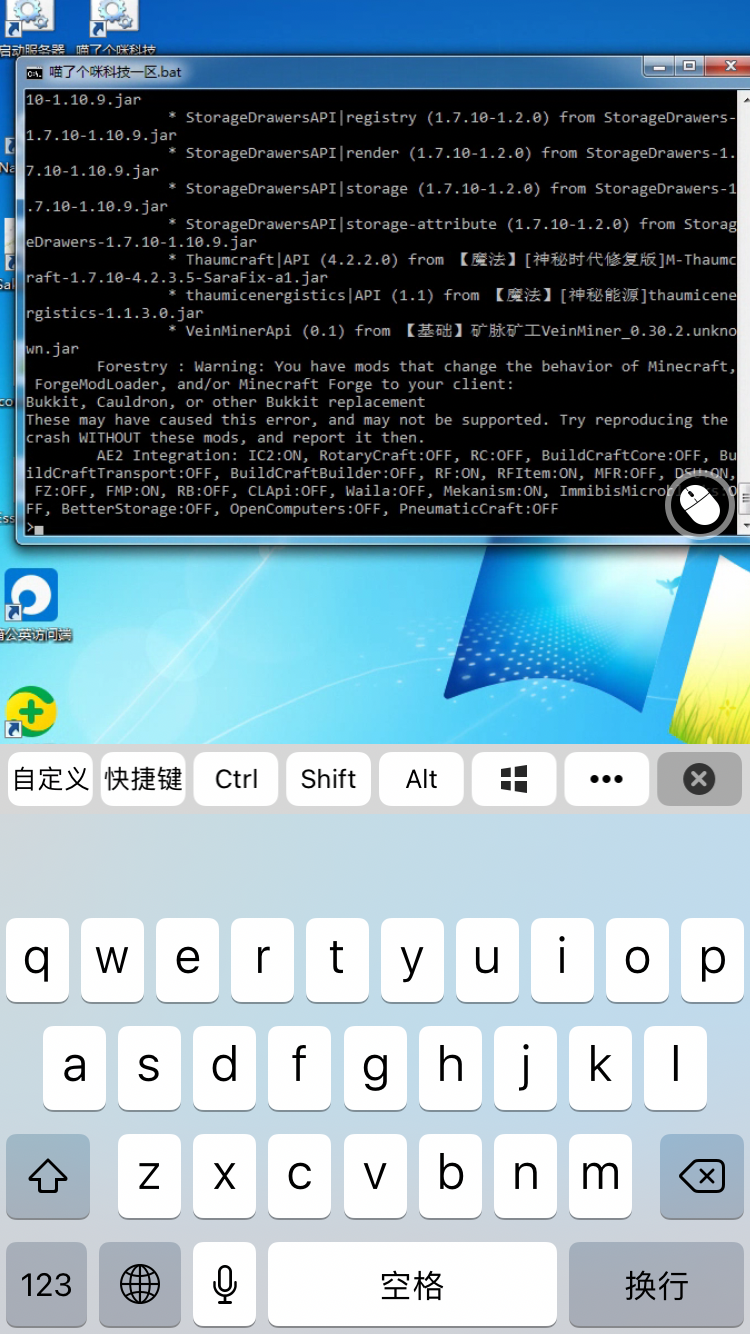 启动服务器 喵了个咪科技
喵了个咪科技一区.bat
10-1.10.9.jar
* StorageDrawersAPI|registry (1.7.10-1.2.0) from StorageDrawers-
1.7.10-1.10.9.jar
* StorageDrawersAPI|render (1.7.10-1.2.0) from StorageDrawers-1.
7.10-1.10.9.jar
* StorageDrawersAPI|storage (1.7.10-1.2.0) from StorageDrawers-1
.7.10-1.10.9.jar
* StorageDrawersAPI|storage-attribute (1.7.10-1.2.0) from Storag
eDrawers-1.7.10-1.10.9.jar
* Thaumcraft|API (4.2.2.0) from 【魔法】[神秘时代修复版]M-Thaumc
raft-1.7.10-4.2.3.5-SaraFix-a1.jar
* thaumicenergistics|API (1.1) from 【魔法】[神秘能源]thaumicene
rgistics-1.1.3.0.jar
* VeinMinerApi (0.1) from 【基础】矿脉矿工VeinMiner_0.30.2.unkno
wn.jar
Forestry : Warning: You have mods that change the behavior of Minecraft,
ForgeModLoader, and/or Minecraft Forge to your client:
Bukkit, Cauldron, or other Bukkit replacement
These may have caused this error, and may not be supported. Try reproducing the
crash WITHOUT these mods, and report it then.
AE2 Integration: IC2:ON, RotaryCraft:OFF, RC:OFF, BuildCraftCore:OFF, Bu
ildCraftTransport:OFF, BuildCraftBuilder:OFF, RF:ON, RFItem:ON, MFR:OFF, DSU:ON,
FZ:OFF, FMP:ON, RB:OFF, CLApi:OFF, Waila:OFF, Mekanism:ON, ImmibisMicrob
FF, BetterStorage:OFF, OpenComputers:OFF, PneumaticCraft:OFF
>
公英访问端
自定义 快捷键 Ctrl Shift Alt •••
q w e r t y u i o p
a s d f g h j k l
z x c v b n m
123 空格 换行